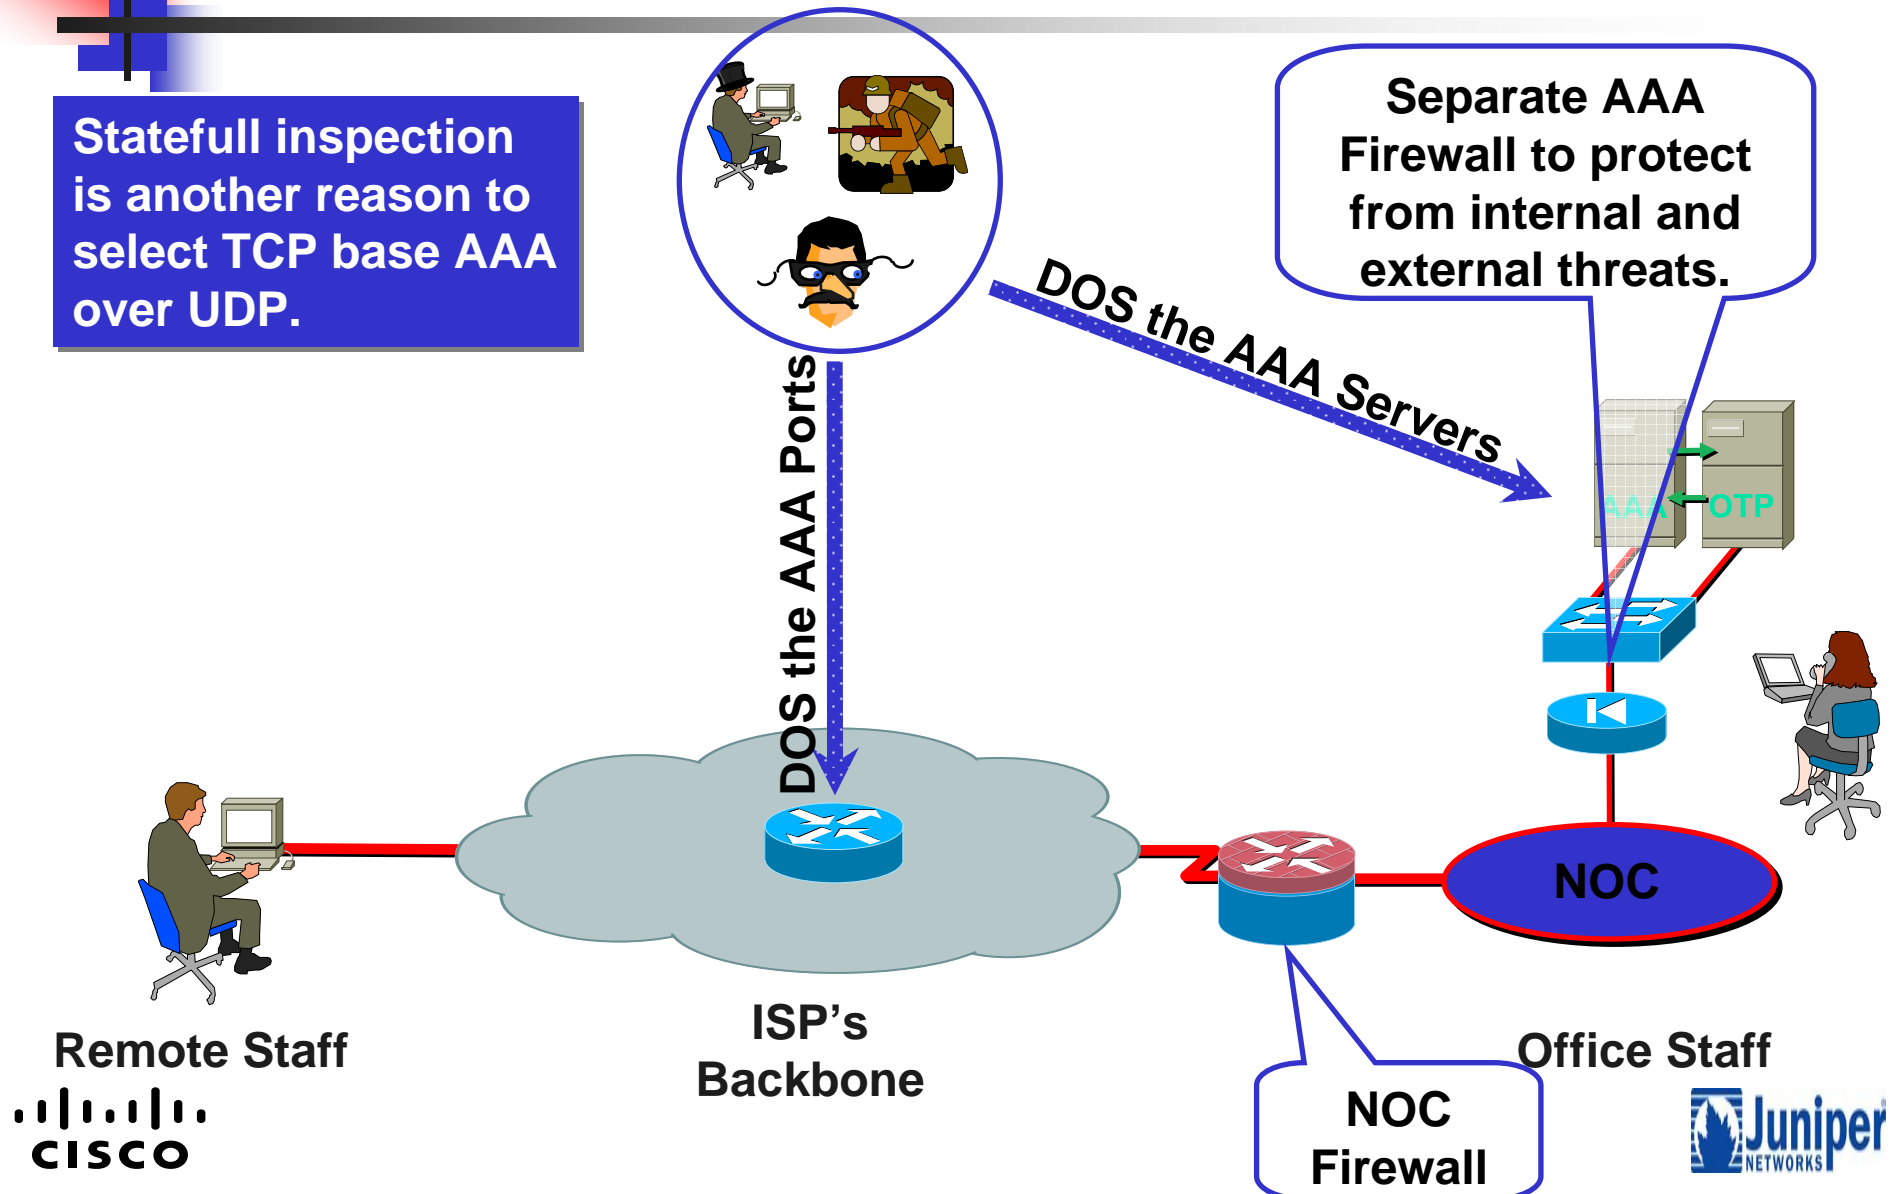 Statefull inspection
is another reason to
select TCP base AAA
over UDP.
Separate AAA
Firewall to protect
from internal and
external threats.
DOS the AAA Ports
DOS the AAA Servers
AAA
OTP
NOC
Remote Staff
ISP’s
Backbone
Office Staff
NOC
Firewall
CISCO
Juniper
NETWORKS